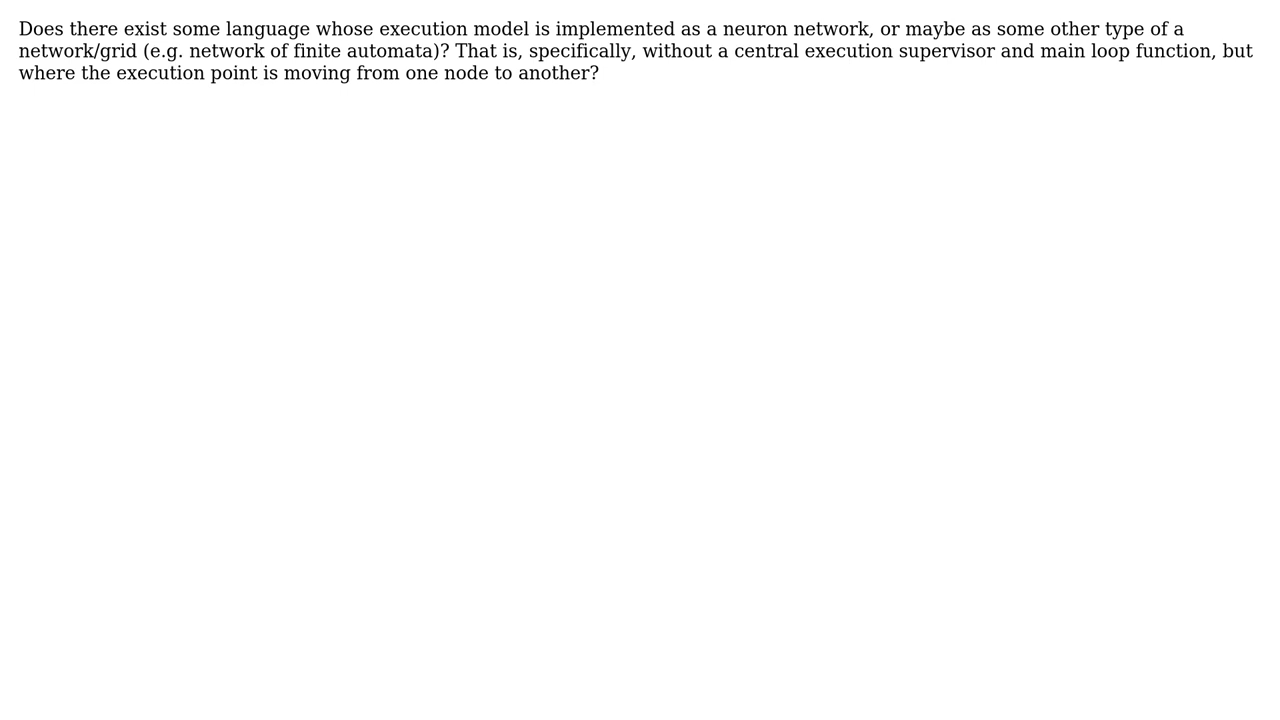 Does there exist some language whose execution model is implemented as a neuron network, or maybe as some other type of a
network/grid (e.g. network of finite automata)? That is, specifically, without a central execution supervisor and main loop function, but
where the execution point is moving from one node to another?